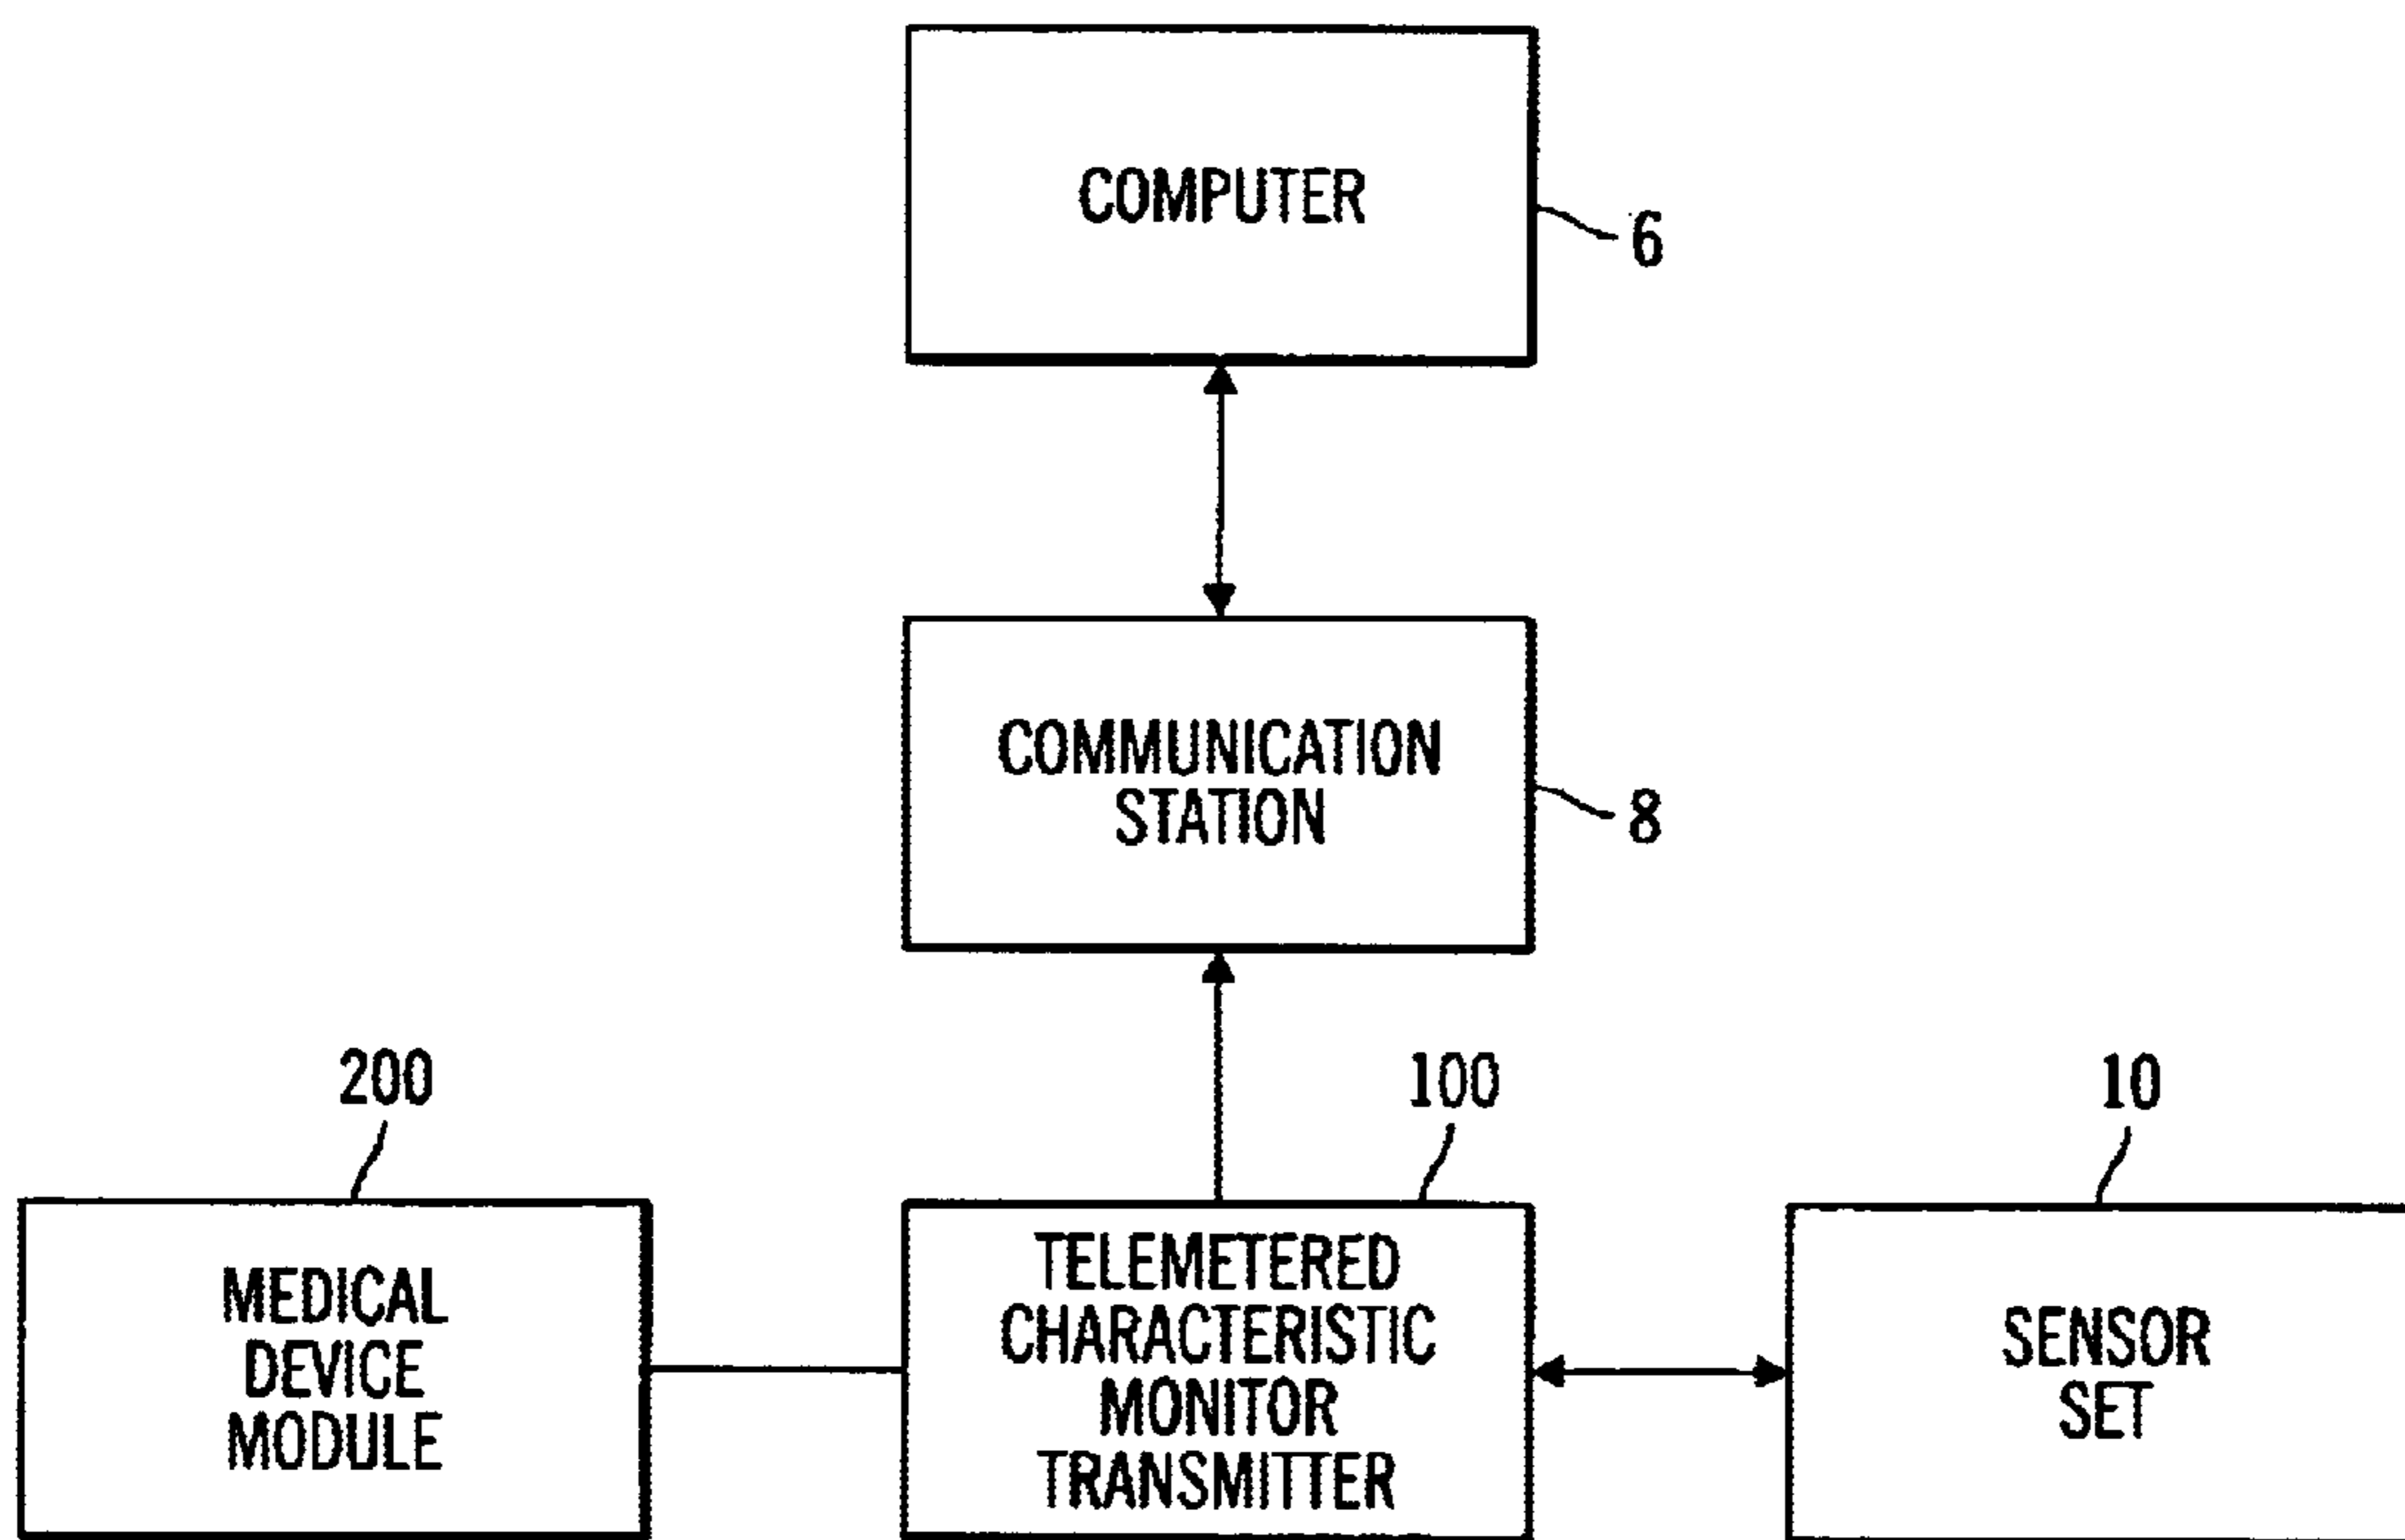 COMPUTER
6
COMMUNICATION
STATION
8
200
100
10
MEDICAL
DEVICE
MODULE
TELEMETERED
CHARACTERISTIC
MONITOR
TRANSMITTER
SENSOR
SET